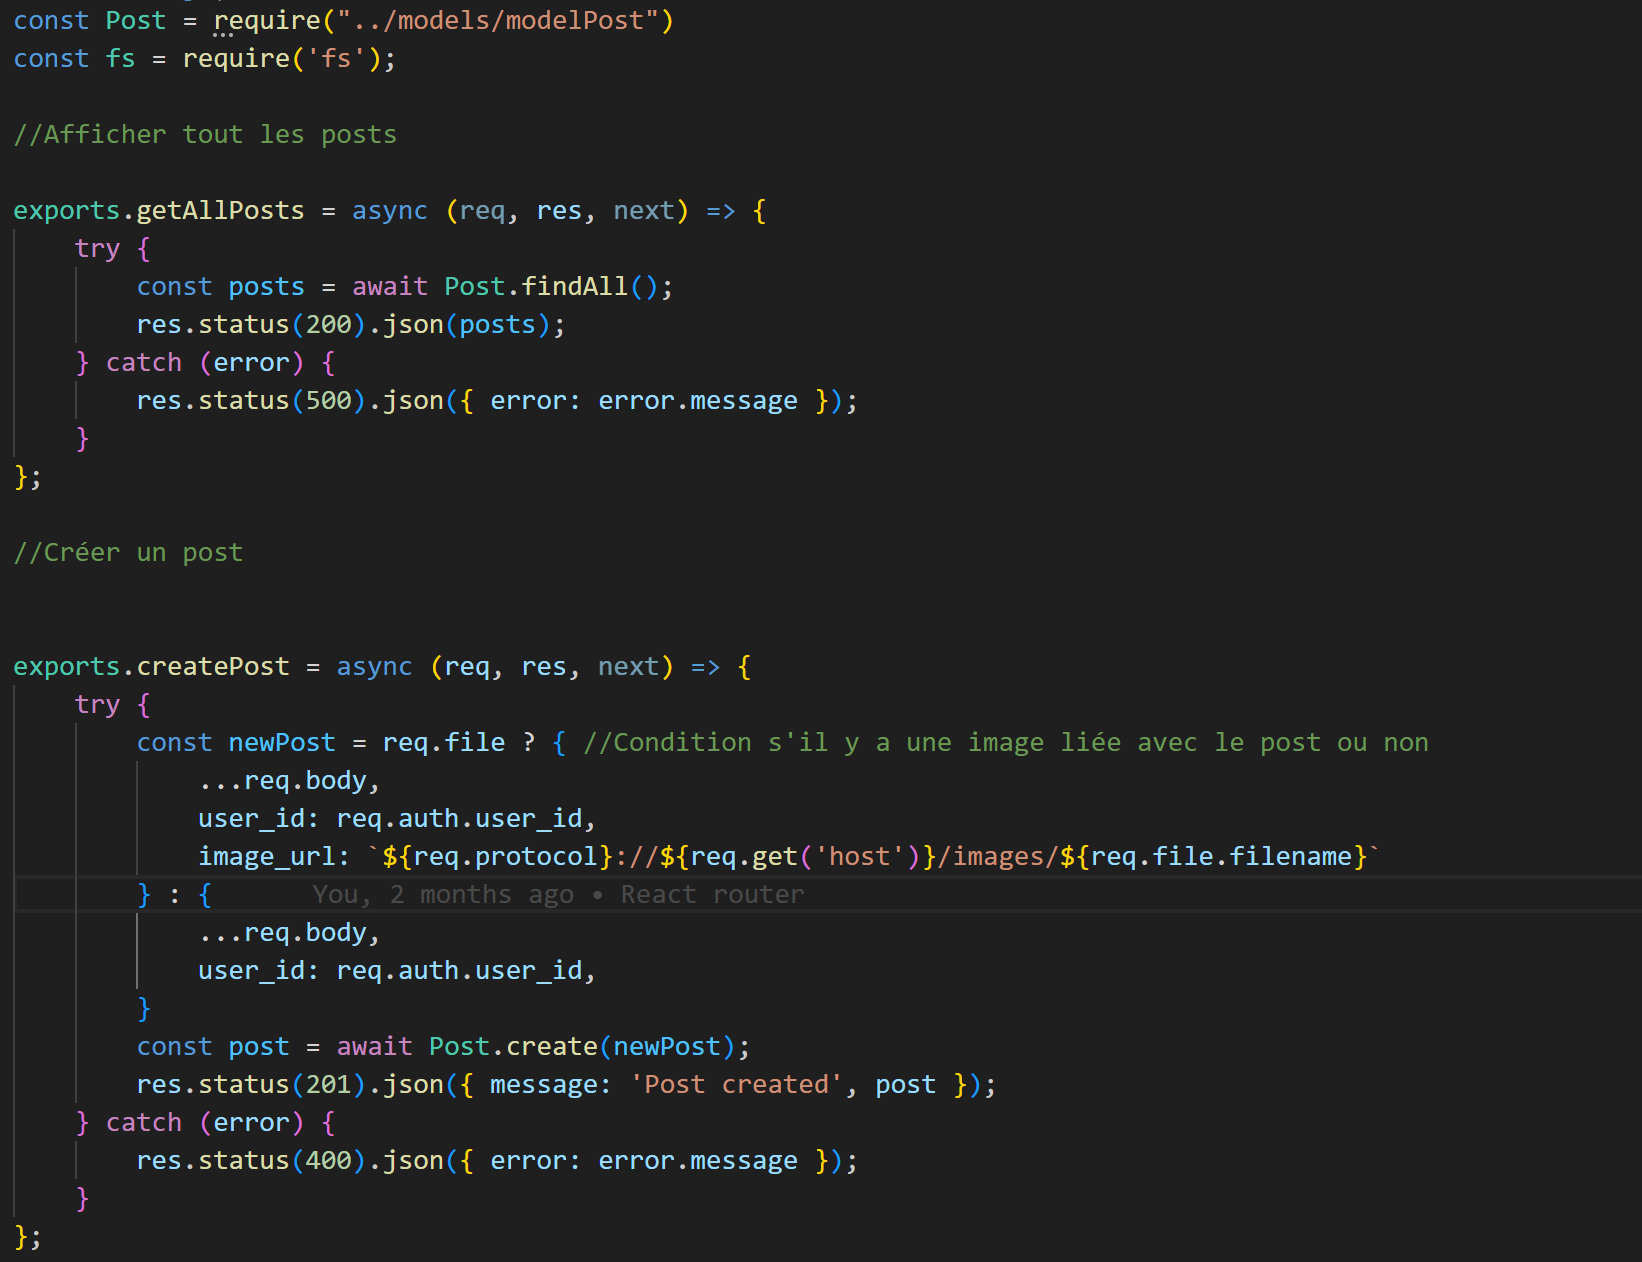 const Post = require("../models/modelPost")
const fs = require('fs');
//Afficher tout les posts
exports.getAllPosts = async (req, res, next) => {
try {
const posts = await Post.findAll();
res.status(200).json(posts);
} catch (error) {
res.status(500).json({ error: error.message });
}
};
//Créer un post
exports.createPost = async (req, res, next) => {
try {
const newPost = req.file ? { //Condition s'il y a une image liée avec le post ou non
...req.body,
user_id: req.auth.user_id,
image_url: `${req.protocol}://${req.get('host')}/images/${req.file.filename}`
} : { You, 2 months ago • React router
...req.body,
user_id: req.auth.user_id,
}
const post = await Post.create(newPost);
res.status(201).json({ message: 'Post created', post });
} catch (error) {
res.status(400).json({ error: error.message });
}
};